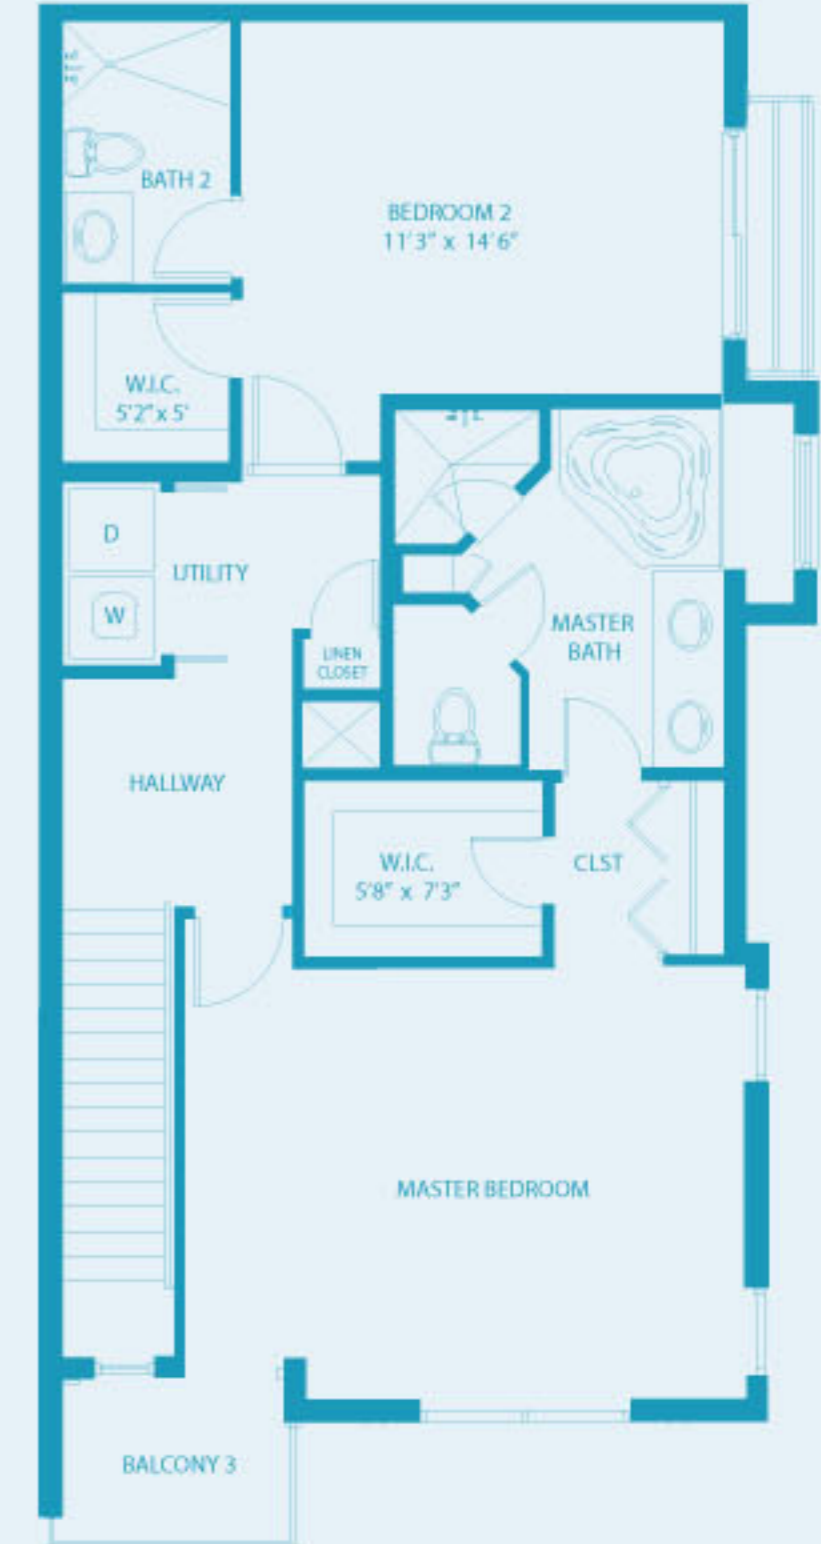 BATH 2
BEDROOM 2
11'3" x 14'6"
W.I.C.
5'2" x 5'
D
UTILITY
W
LINEN
CLOSET
MASTER
BATH
HALLWAY
W.I.C.
5'8" x 7'3"
CLST
MASTER BEDROOM
BALCONY 3